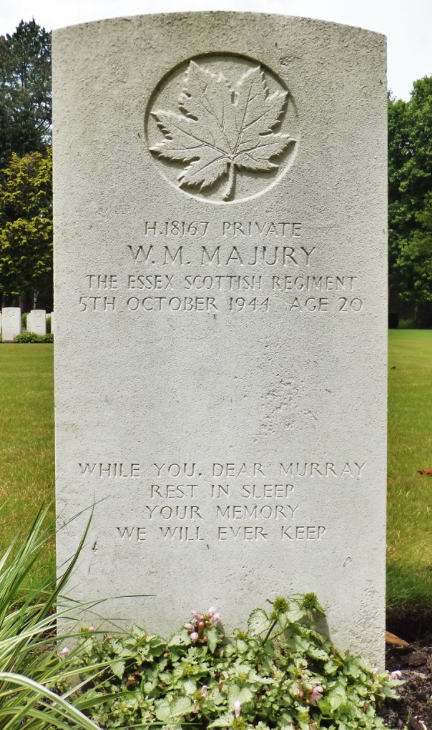 H.18167 PRIVATE
W. M. MAJURY
THE ESSEX SCOTTISH REGIMENT
5TH OCTOBER 1944 AGE 20
WHILE YOU, DEAR MURRAY
REST IN SLEEP
YOUR MEMORY
WE WILL EVER KEEP